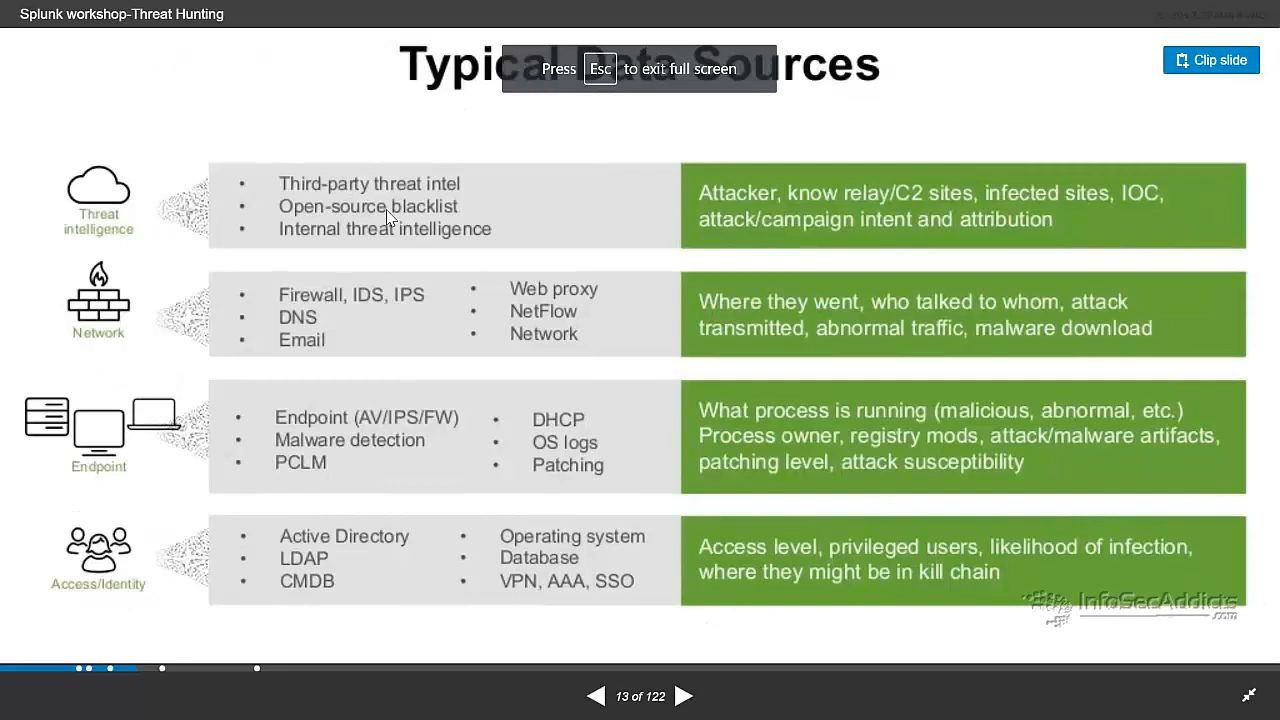 Splunk workshop-Threat Hunting
Typical Data Sources
Press Esc to exit full screen
Clip slide
Threat
intelligence
• Third-party threat intel
• Open-source blacklist
• Internal threat intelligence
Attacker, know relay/C2 sites, infected sites, IOC,
attack/campaign intent and attribution
Network
• Firewall, IDS, IPS
• DNS
• Email
• Web proxy
• NetFlow
• Network
Where they went, who talked to whom, attack
transmitted, abnormal traffic, malware download
Endpoint
• Endpoint (AV/IPS/FW)
• Malware detection
• PCLM
• DHCP
• OS logs
• Patching
What process is running (malicious, abnormal, etc.)
Process owner, registry mods, attack/malware artifacts,
patching level, attack susceptibility
Access/Identity
• Active Directory
• LDAP
• CMDB
• Operating system
• Database
• VPN, AAA, SSO
Access level, privileged users, likelihood of infection,
where they might be in kill chain
InfoSecAddicts
.com
13 of 122